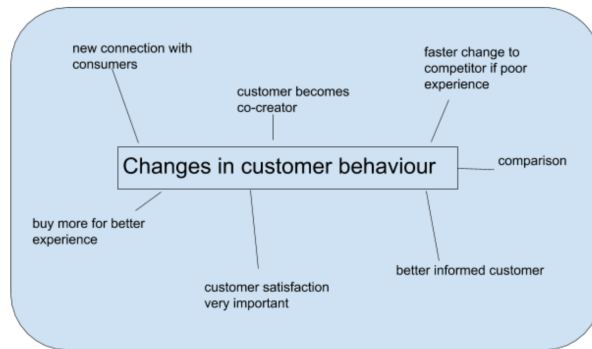 new connection with
consumers
customer becomes
co-creator
faster change to
competitor if poor
experience
Changes in customer behaviour
comparison
buy more for better
experience
customer satisfaction
very important
better informed customer